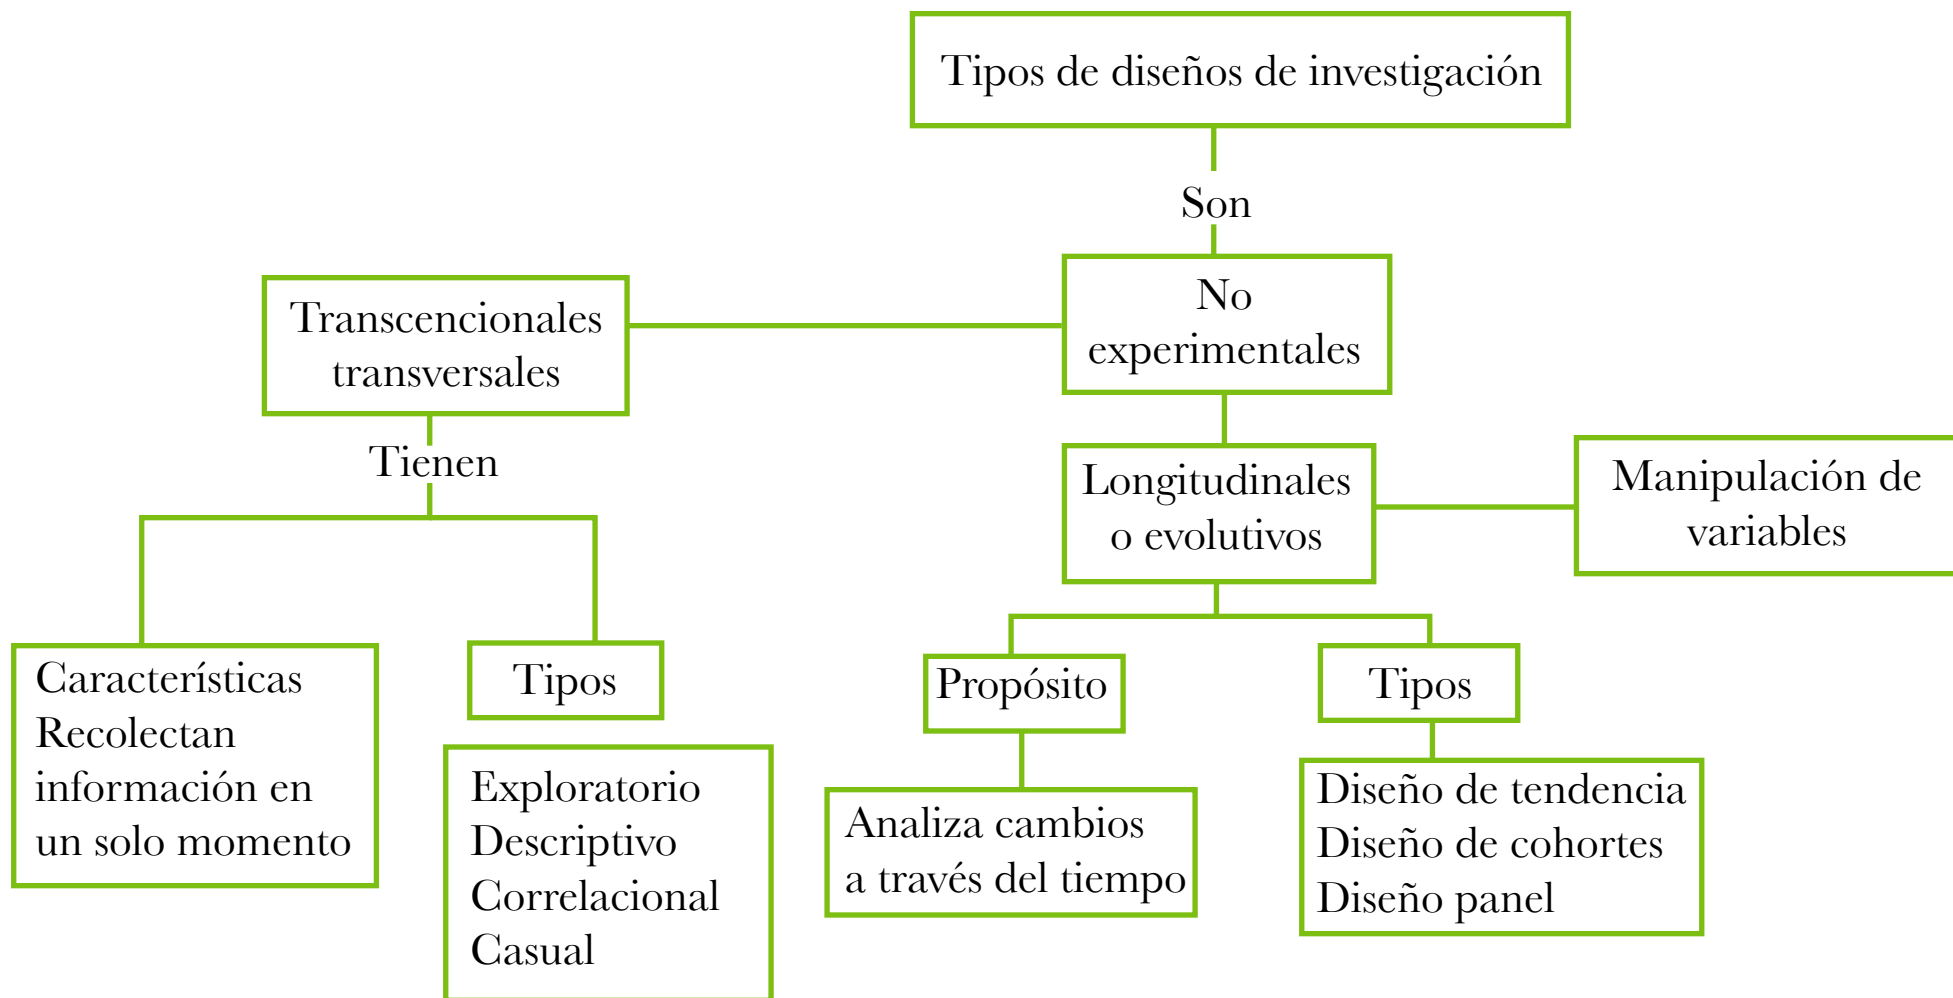 Tipos de diseños de investigación
Son
No
experimentales
Transcencionales
transversales
Tienen
Longitudinales
o evolutivos
Manipulación de
variables
Características
Recolectan
información en
un solo momento
Tipos
Exploratorio
Descriptivo
Correlacional
Casual
Propósito
Analiza cambios
a través del tiempo
Tipos
Diseño de tendencia
Diseño de cohortes
Diseño panel